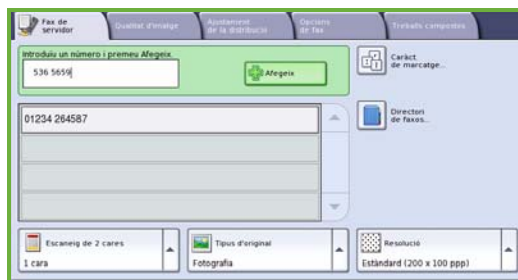 Fax de
servidor
Qualitat d'imatge
Ajustament
de la distribució
Opcions
de fax
Treballs compostos
Introduïu un número i premeu Afegeix.
536 5659
Afegeix
Caràct.
de marcatge...
01234 264587
Directori
de faxos...
Escaneig de 2 cares
1 cara
Tipus d'original
Fotografia
Resolució
Estàndard (200 x 100 ppp)